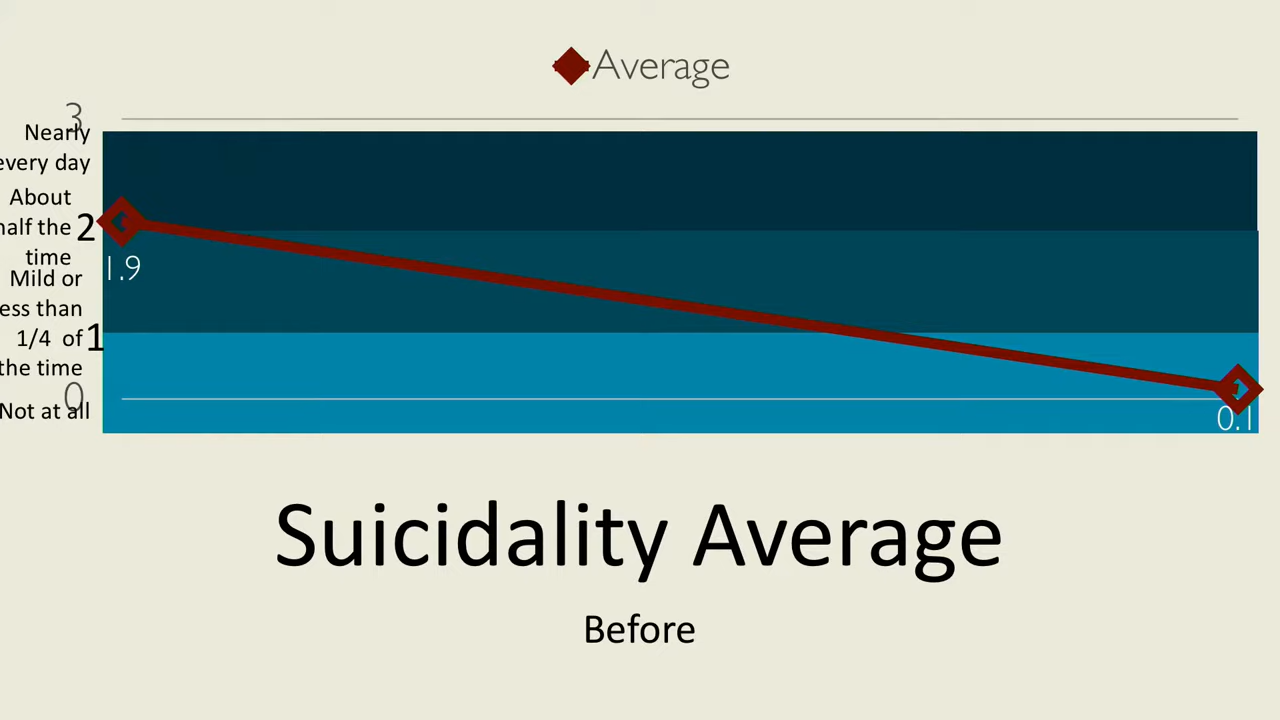 Average
3
Nearly
every day
About
half the
2
time
1.9
Mild or
ess than
1/4 of
1
the time
0
Not at all
0.1
Suicidality Average
Before